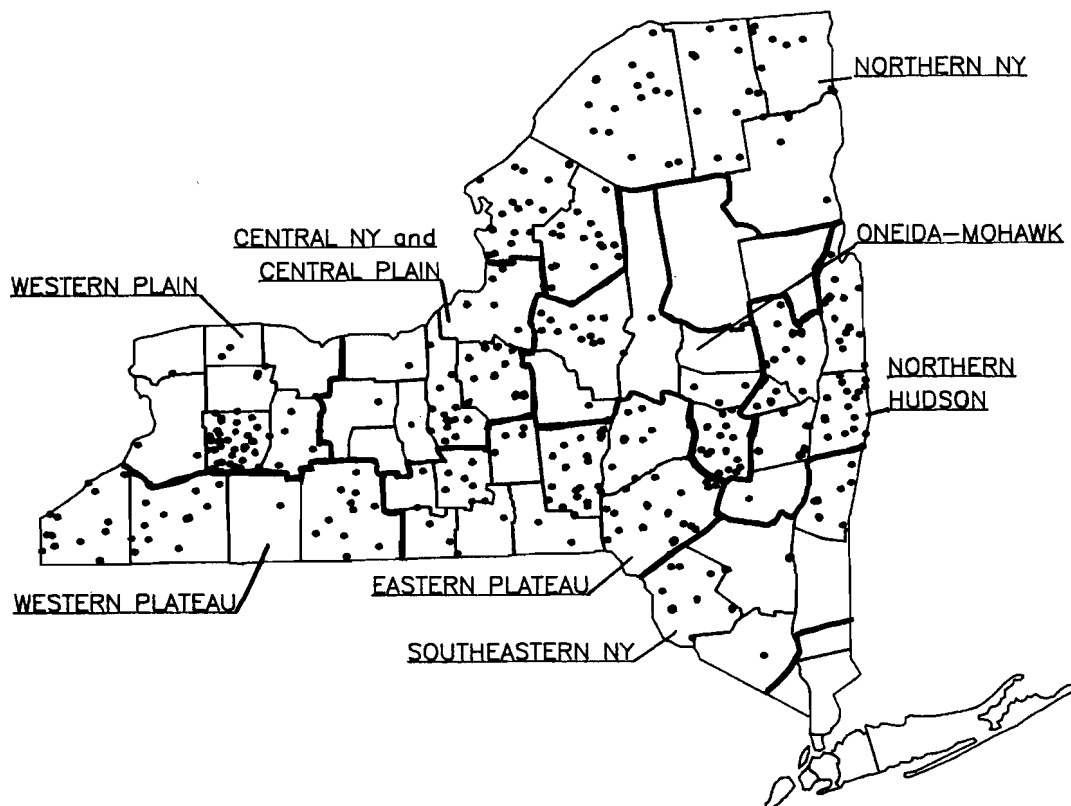 NORTHERN NY
ONEIDA–MOHAWK
CENTRAL NY and
CENTRAL PLAIN
WESTERN PLAIN
NORTHERN
HUDSON
EASTERN PLATEAU
WESTERN PLATEAU
SOUTHEASTERN NY